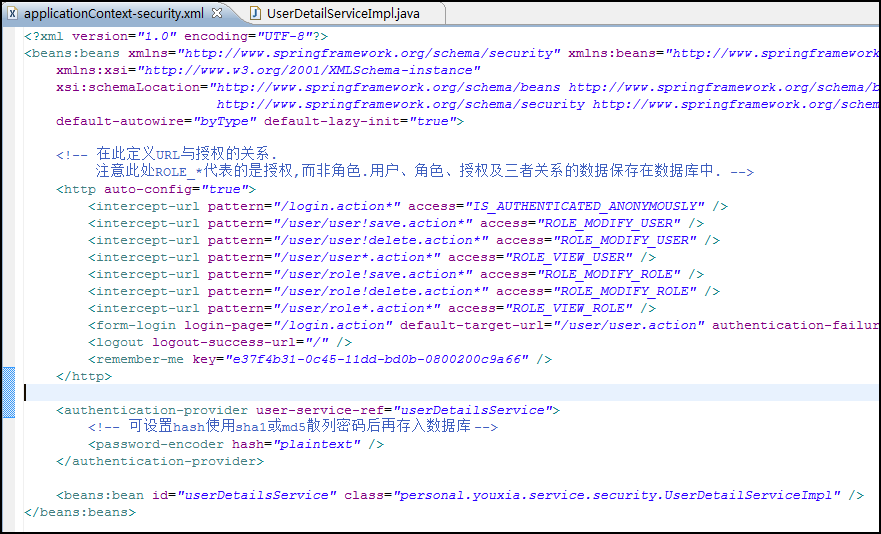 applicationContext-security.xml UserDetailServiceImpl.java
<?xml version="1.0" encoding="UTF-8"?>
<beans:beans xmlns="http://www.springframework.org/schema/security" xmlns:beans="http://www.springframework
xmlns:xsi="http://www.w3.org/2001/XMLSchema-instance"
xsi:schemaLocation="http://www.springframework.org/schema/beans http://www.springframework.org/schema/b
http://www.springframework.org/schema/security http://www.springframework.org/schem
default-autowire="byType" default-lazy-init="true">
<!-- 在此定义URL与授权的关系.
注意此处ROLE_*代表的是授权,而非角色.用户、角色、授权及三者关系的数据保存在数据库中. -->
<http auto-config="true">
<intercept-url pattern="/login.action*" access="IS_AUTHENTICATED_ANONYMOUSLY" />
<intercept-url pattern="/user/user!save.action*" access="ROLE_MODIFY_USER" />
<intercept-url pattern="/user/user!delete.action*" access="ROLE_MODIFY_USER" />
<intercept-url pattern="/user/user*.action*" access="ROLE_VIEW_USER" />
<intercept-url pattern="/user/role!save.action*" access="ROLE_MODIFY_ROLE" />
<intercept-url pattern="/user/role!delete.action*" access="ROLE_MODIFY_ROLE" />
<intercept-url pattern="/user/role*.action*" access="ROLE_VIEW_ROLE" />
<form-login login-page="/login.action" default-target-url="/user/user.action" authentication-failur
<logout logout-success-url="/" />
<remember-me key="e37f4b31-0c45-11dd-bd0b-0800200c9a66" />
</http>
<authentication-provider user-service-ref="userDetailsService">
<!-- 可设置hash使用sha1或md5散列密码后再存入数据库 -->
<password-encoder hash="plaintext" />
</authentication-provider>
<beans:bean id="userDetailsService" class="personal.youxia.service.security.UserDetailServiceImpl" />
</beans:beans>